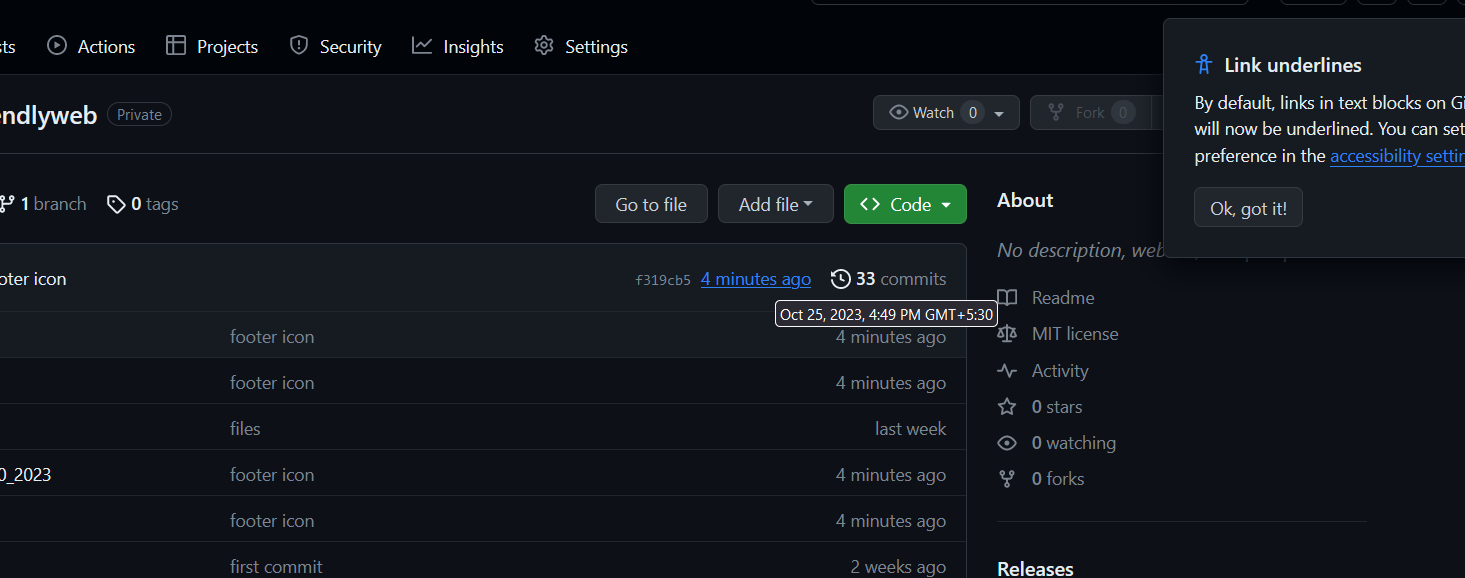 sts Actions Projects Security Insights Settings
Link underlines
By default, links in text blocks on Gi
will now be underlined. You can set
preference in the accessibility settin
Ok, got it!
endlyweb Private
Watch 0 Fork 0
1 branch 0 tags
Go to file Add file <> Code
About
No description, web
oter icon f319cb5 4 minutes ago 33 commits
Oct 25, 2023, 4:49 PM GMT+5:30
footer icon 4 minutes ago
footer icon 4 minutes ago
files last week
0_2023 footer icon 4 minutes ago
footer icon 4 minutes ago
first commit 2 weeks ago
Readme
MIT license
Activity
0 stars
0 watching
0 forks
Releases